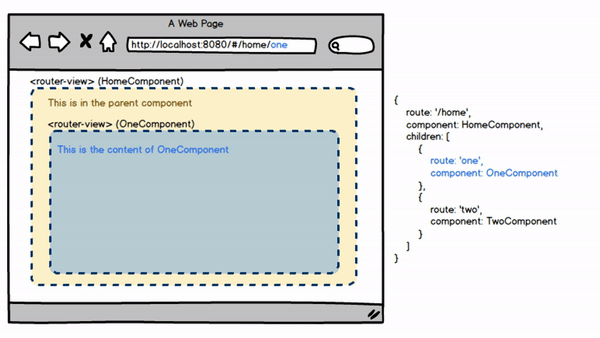 A Web Page
http://localhost:8080/#/home/one
<router-view> (HomeComponent)
This is in the parent component
<router-view> (OneComponent)
This is the content of OneComponent
{
route: '/home',
component: HomeComponent,
children: [
{
route: 'one',
component: OneComponent
},
{
route: 'two',
component: TwoComponent
}
]
}